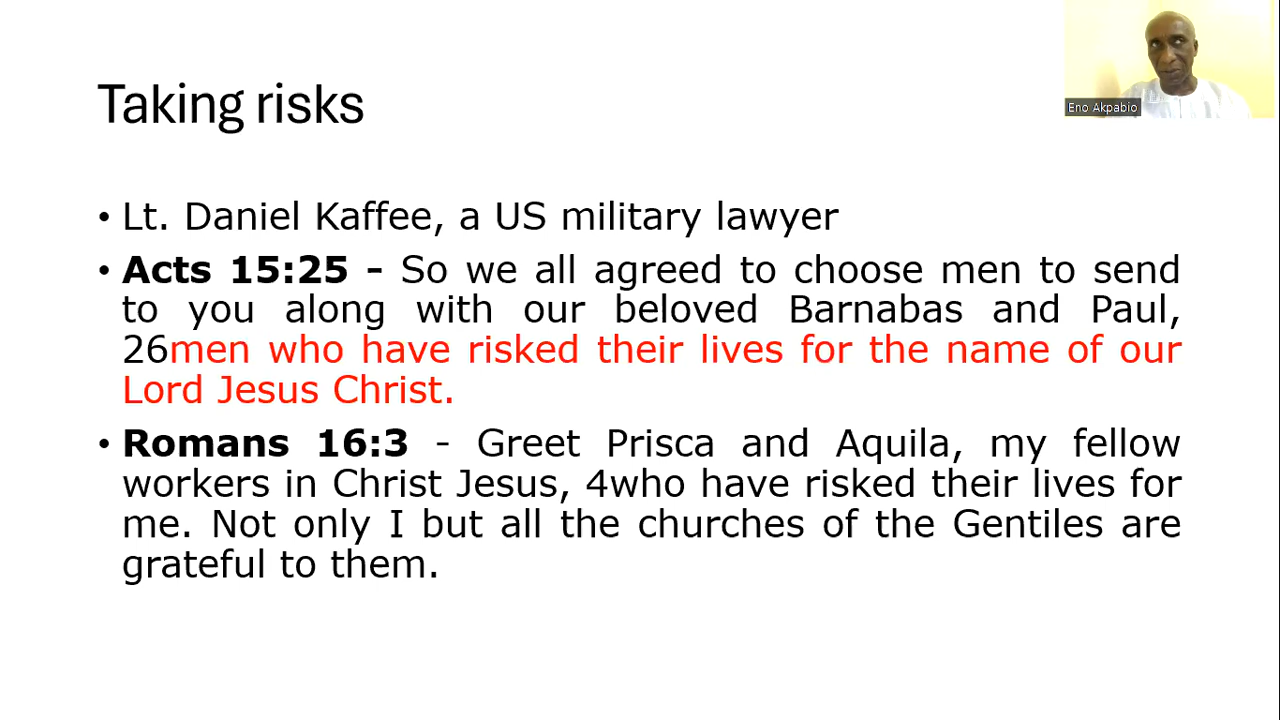 Taking risks
Eno Akpabio
• Lt. Daniel Kaffee, a US military lawyer
• Acts 15:25 - So we all agreed to choose men to send
to you along with our beloved Barnabas and Paul,
26men who have risked their lives for the name of our
Lord Jesus Christ.
• Romans 16:3 - Greet Prisca and Aquila, my fellow
workers in Christ Jesus, 4who have risked their lives for
me. Not only I but all the churches of the Gentiles are
grateful to them.